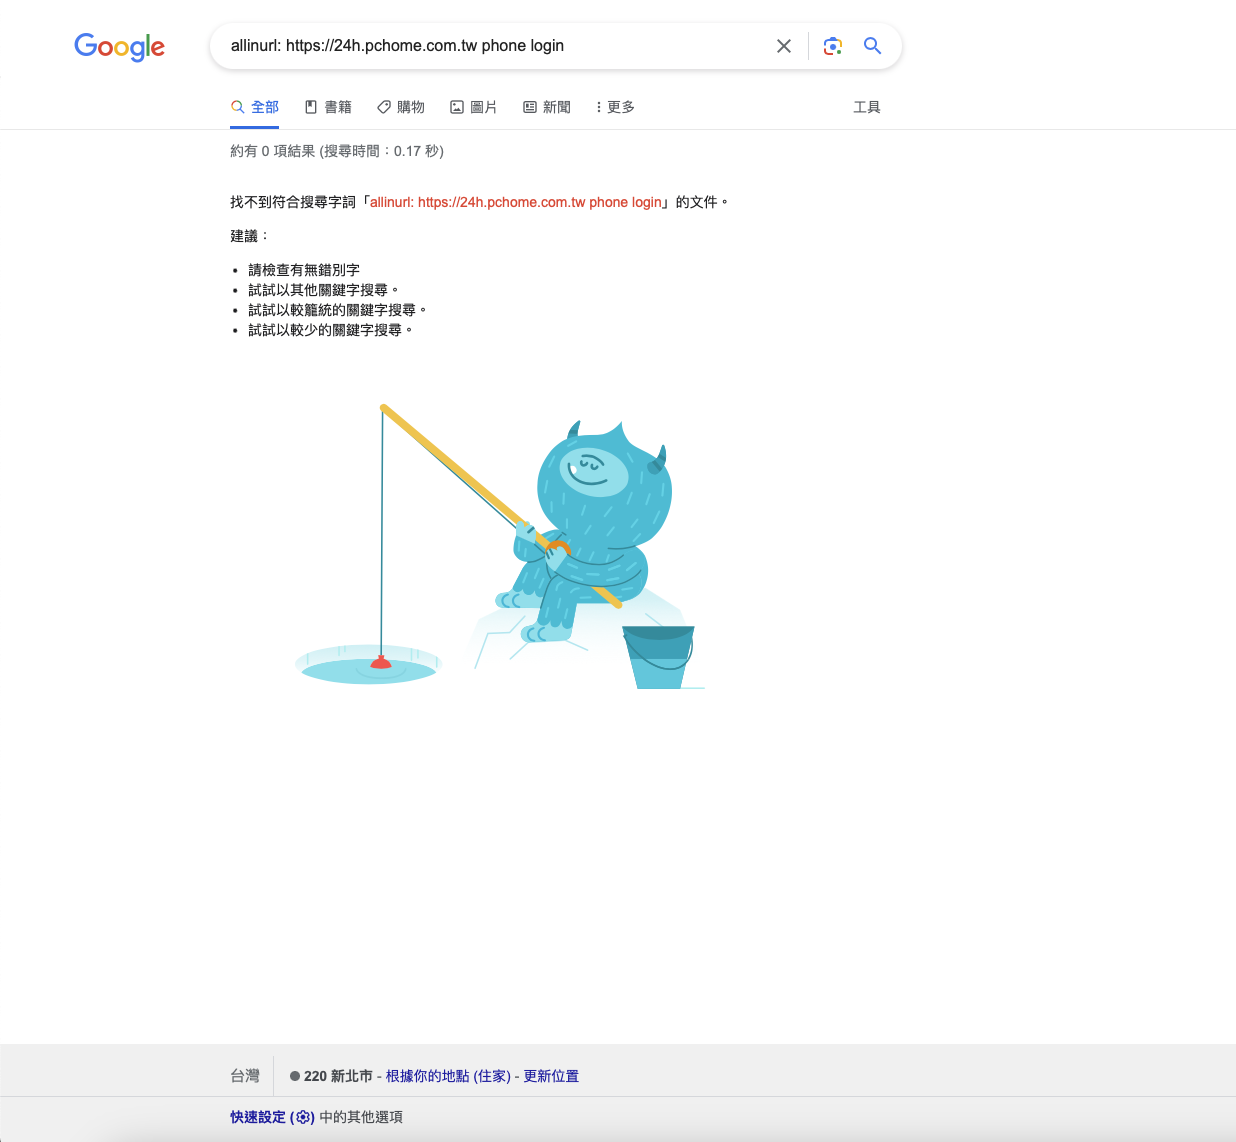 Google
allinurl: https://24h.pchome.com.tw phone login
全部 書籍 購物 圖片 新聞 更多 工具
約有 0 項結果 (搜尋時間：0.17 秒)
找不到符合搜尋字詞「allinurl: https://24h.pchome.com.tw phone login」的文件。
建議：
• 請檢查有無錯別字
• 試試以其他關鍵字搜尋。
• 試試以較籠統的關鍵字搜尋。
• 試試以較少的關鍵字搜尋。
台灣 220 新北市 - 根據你的地點 (住家) - 更新位置
快速設定 () 中的其他選項